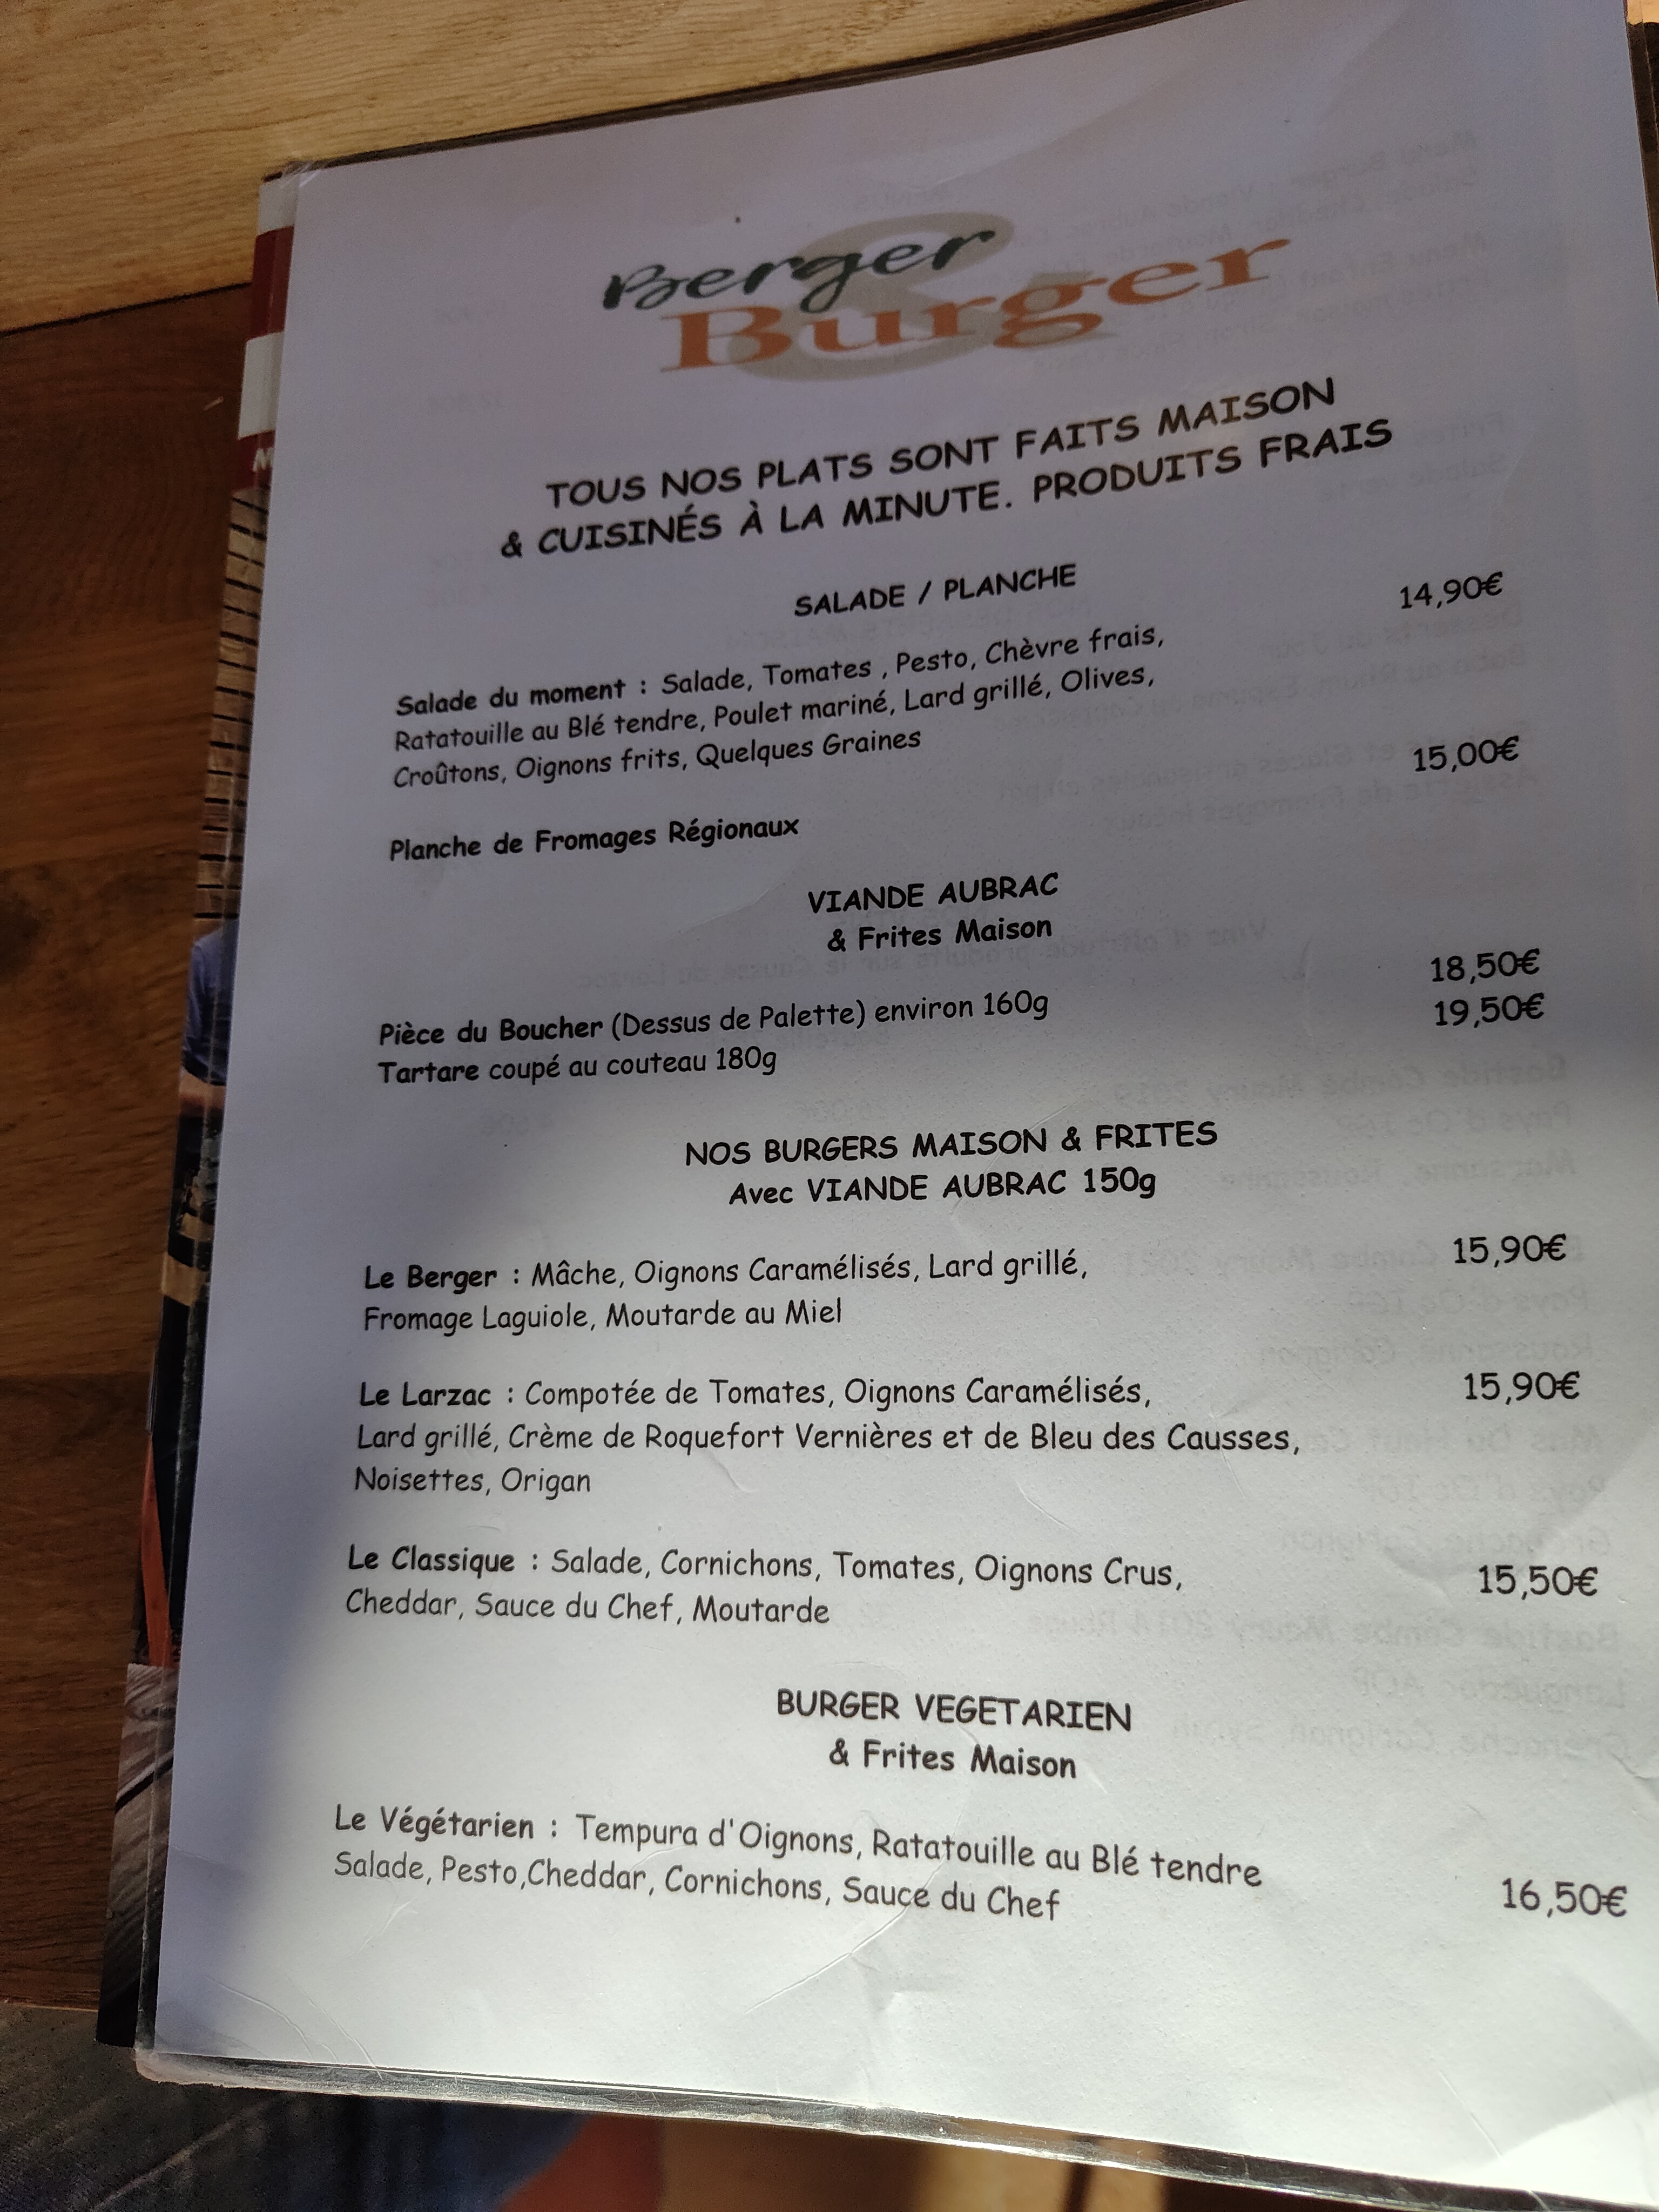 Berger
&
Burger
TOUS NOS PLATS SONT FAITS MAISON
& CUISINÉS À LA MINUTE. PRODUITS FRAIS
SALADE / PLANCHE
14,90€
Salade du moment : Salade, Tomates , Pesto, Chèvre frais,
Ratatouille au Blé tendre, Poulet mariné, Lard grillé, Olives,
Croûtons, Oignons frits, Quelques Graines
15,00€
Planche de Fromages Régionaux
VIANDE AUBRAC
& Frites Maison
Pièce du Boucher (Dessus de Palette) environ 160g 18,50€
Tartare coupé au couteau 180g 19,50€
NOS BURGERS MAISON & FRITES
Avec VIANDE AUBRAC 150g
Le Berger : Mâche, Oignons Caramélisés, Lard grillé, 15,90€
Fromage Laguiole, Moutarde au Miel
Le Larzac : Compotée de Tomates, Oignons Caramélisés, 15,90€
Lard grillé, Crème de Roquefort Vernières et de Bleu des Causses,
Noisettes, Origan
Le Classique : Salade, Cornichons, Tomates, Oignons Crus, 15,50€
Cheddar, Sauce du Chef, Moutarde
BURGER VEGETARIEN
& Frites Maison
Le Végétarien : Tempura d'Oignons, Ratatouille au Blé tendre
Salade, Pesto,Cheddar, Cornichons, Sauce du Chef 16,50€